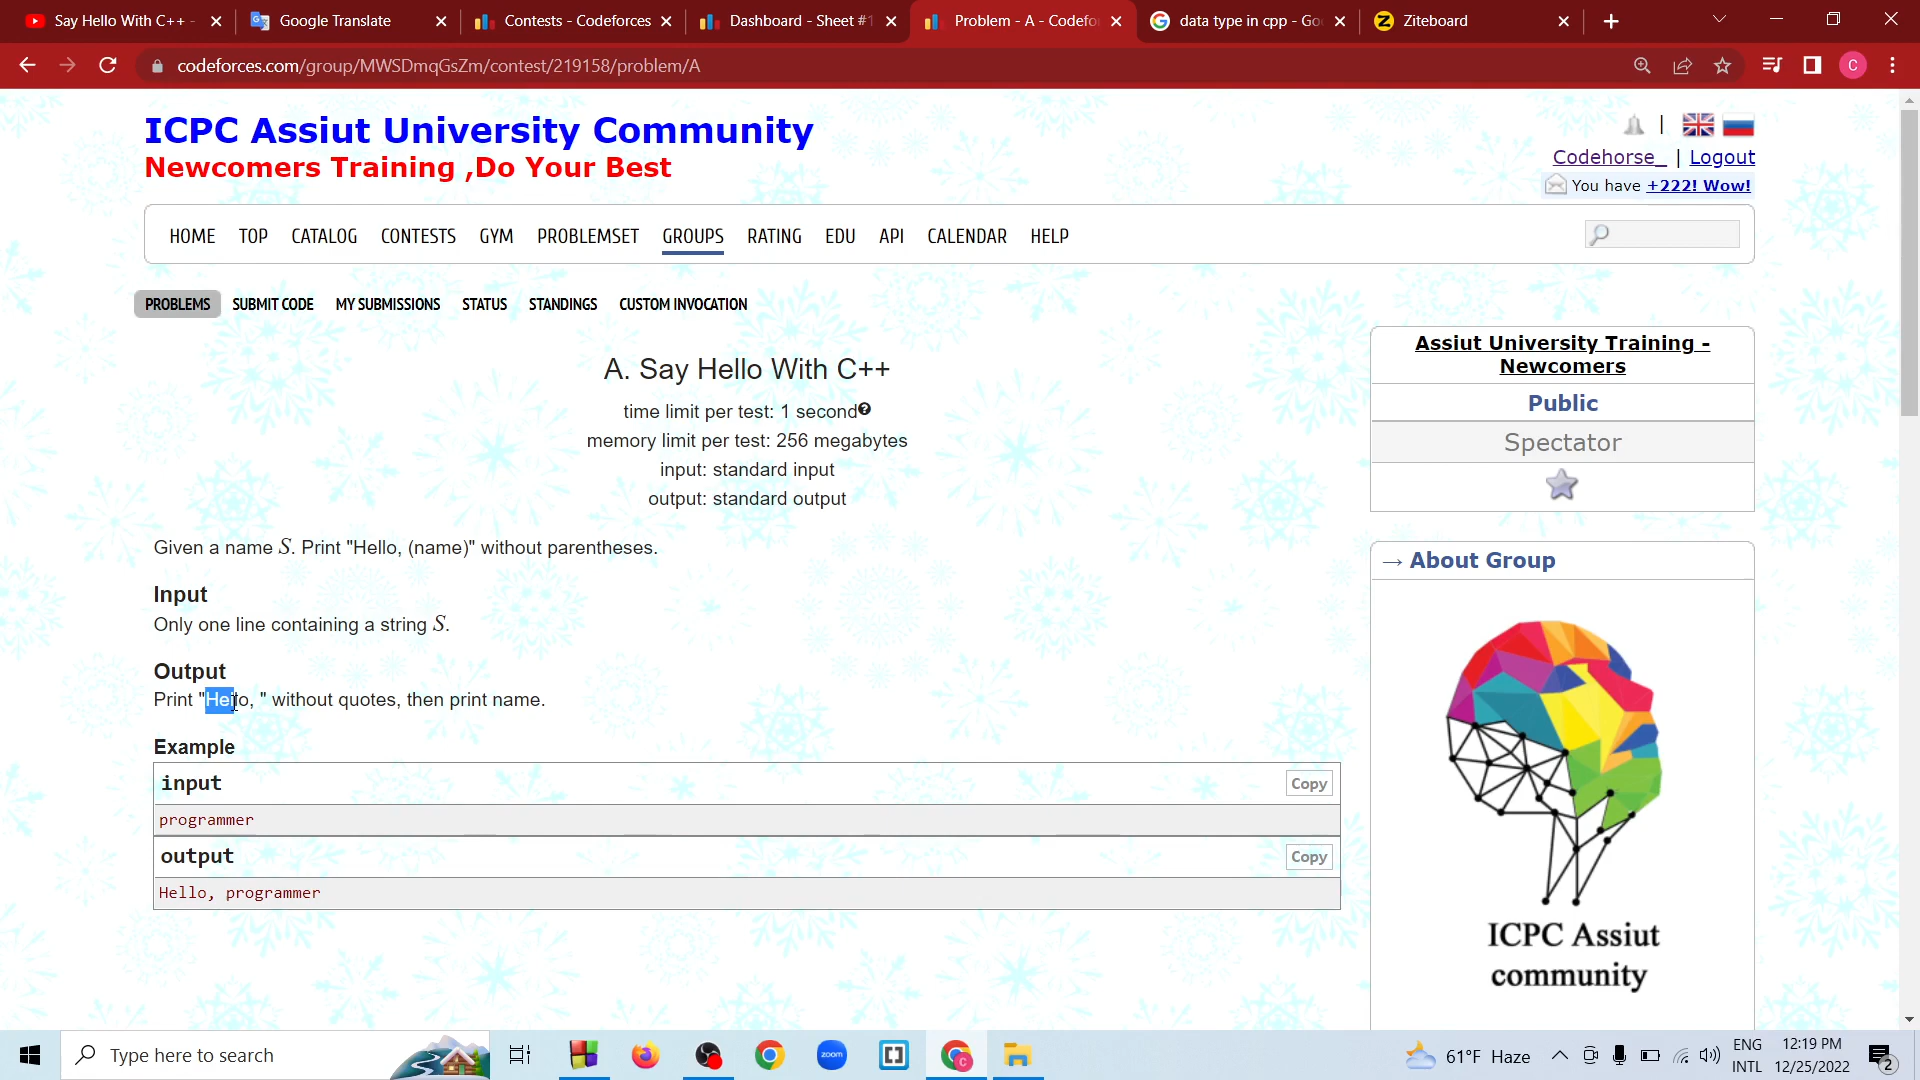 Say Hello With C++ -
Google Translate
Contests - Codeforces
Dashboard - Sheet #1
Problem - A - Codefo
data type in cpp - Go
Ziteboard
codeforces.com/group/MWSDmqGsZm/contest/219158/problem/A
C
ICPC Assiut University Community
Newcomers Training ,Do Your Best
|
Codehorse_ | Logout
You have +222! Wow!
HOME TOP CATALOG CONTESTS GYM PROBLEMSET GROUPS RATING EDU API CALENDAR HELP
PROBLEMS SUBMIT CODE MY SUBMISSIONS STATUS STANDINGS CUSTOM INVOCATION
A. Say Hello With C++
time limit per test: 1 second?
memory limit per test: 256 megabytes
input: standard input
output: standard output
Given a name S. Print "Hello, (name)" without parentheses.
Input
Only one line containing a string S.
Output
Print "Hello, " without quotes, then print name.
Example
input
Copy
programmer
output
Copy
Hello, programmer
Assiut University Training -
Newcomers
Public
Spectator
→ About Group
ICPC Assiut
community
Type here to search
zoom
C
61°F Haze
ENG
INTL
12:19 PM
12/25/2022
2